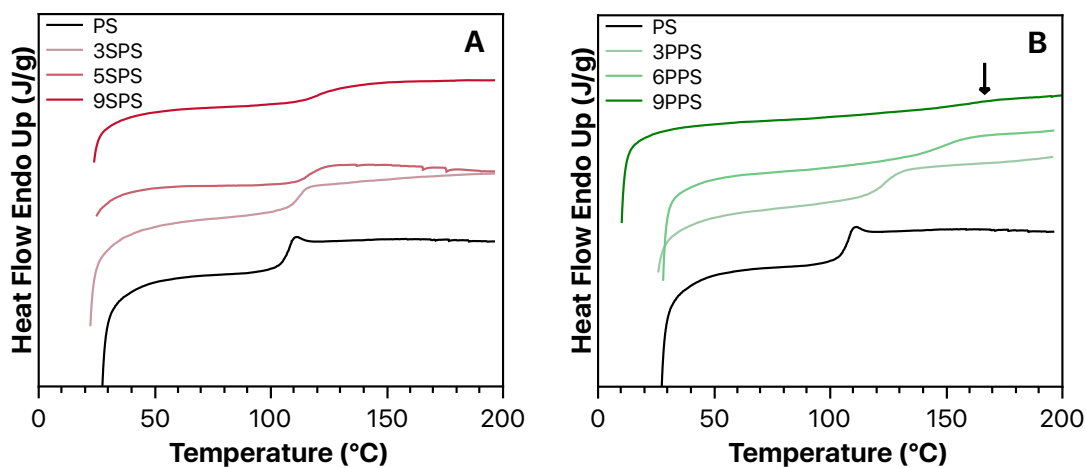 PS
3SPS
5SPS
9SPS
A
Heat Flow Endo Up (J/g)
0
50
100
150
200
Temperature (°C)
PS
3PPS
6PPS
9PPS
B
Heat Flow Endo Up (J/g)
0
50
100
150
200
Temperature (°C)